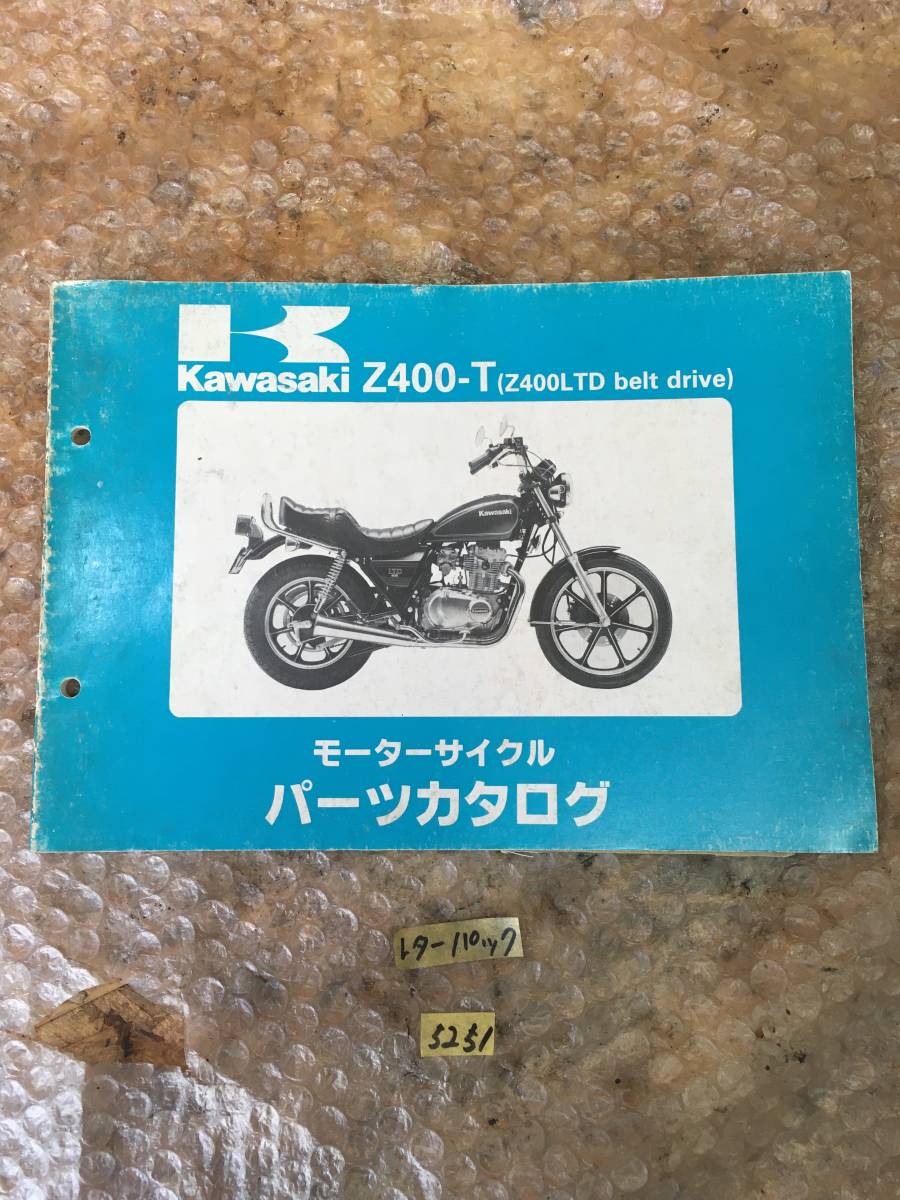 Kawasaki Z400-T (Z400LTD belt drive)
Kawasaki
LTD
モーターサイクル
パーツカタログ
レターパック
5251